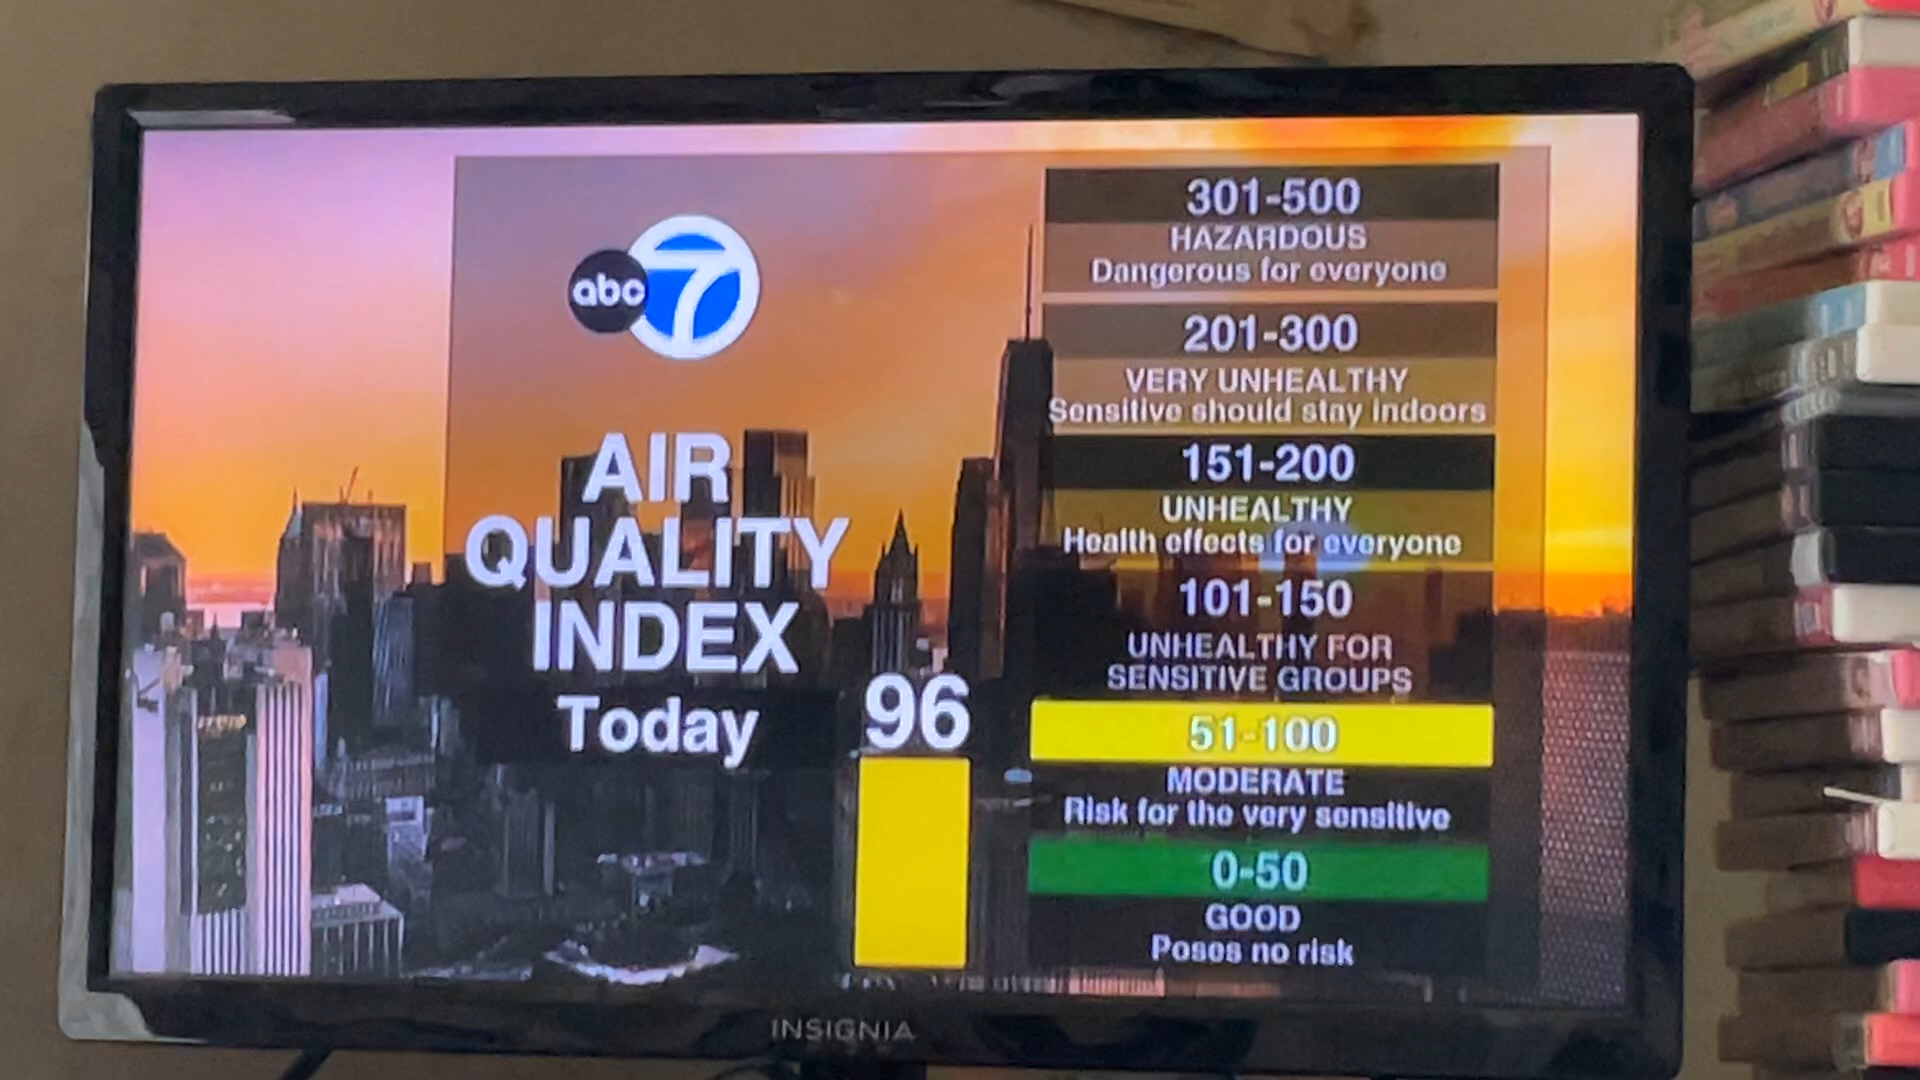 abc 7
AIR
QUALITY
INDEX
Today
96
301-500
HAZARDOUS
Dangerous for everyone
201-300
VERY UNHEALTHY
Sensitive should stay indoors
151-200
UNHEALTHY
Health effects for everyone
101-150
UNHEALTHY FOR
SENSITIVE GROUPS
51-100
MODERATE
Risk for the very sensitive
0-50
GOOD
Poses no risk
INSIGNIA